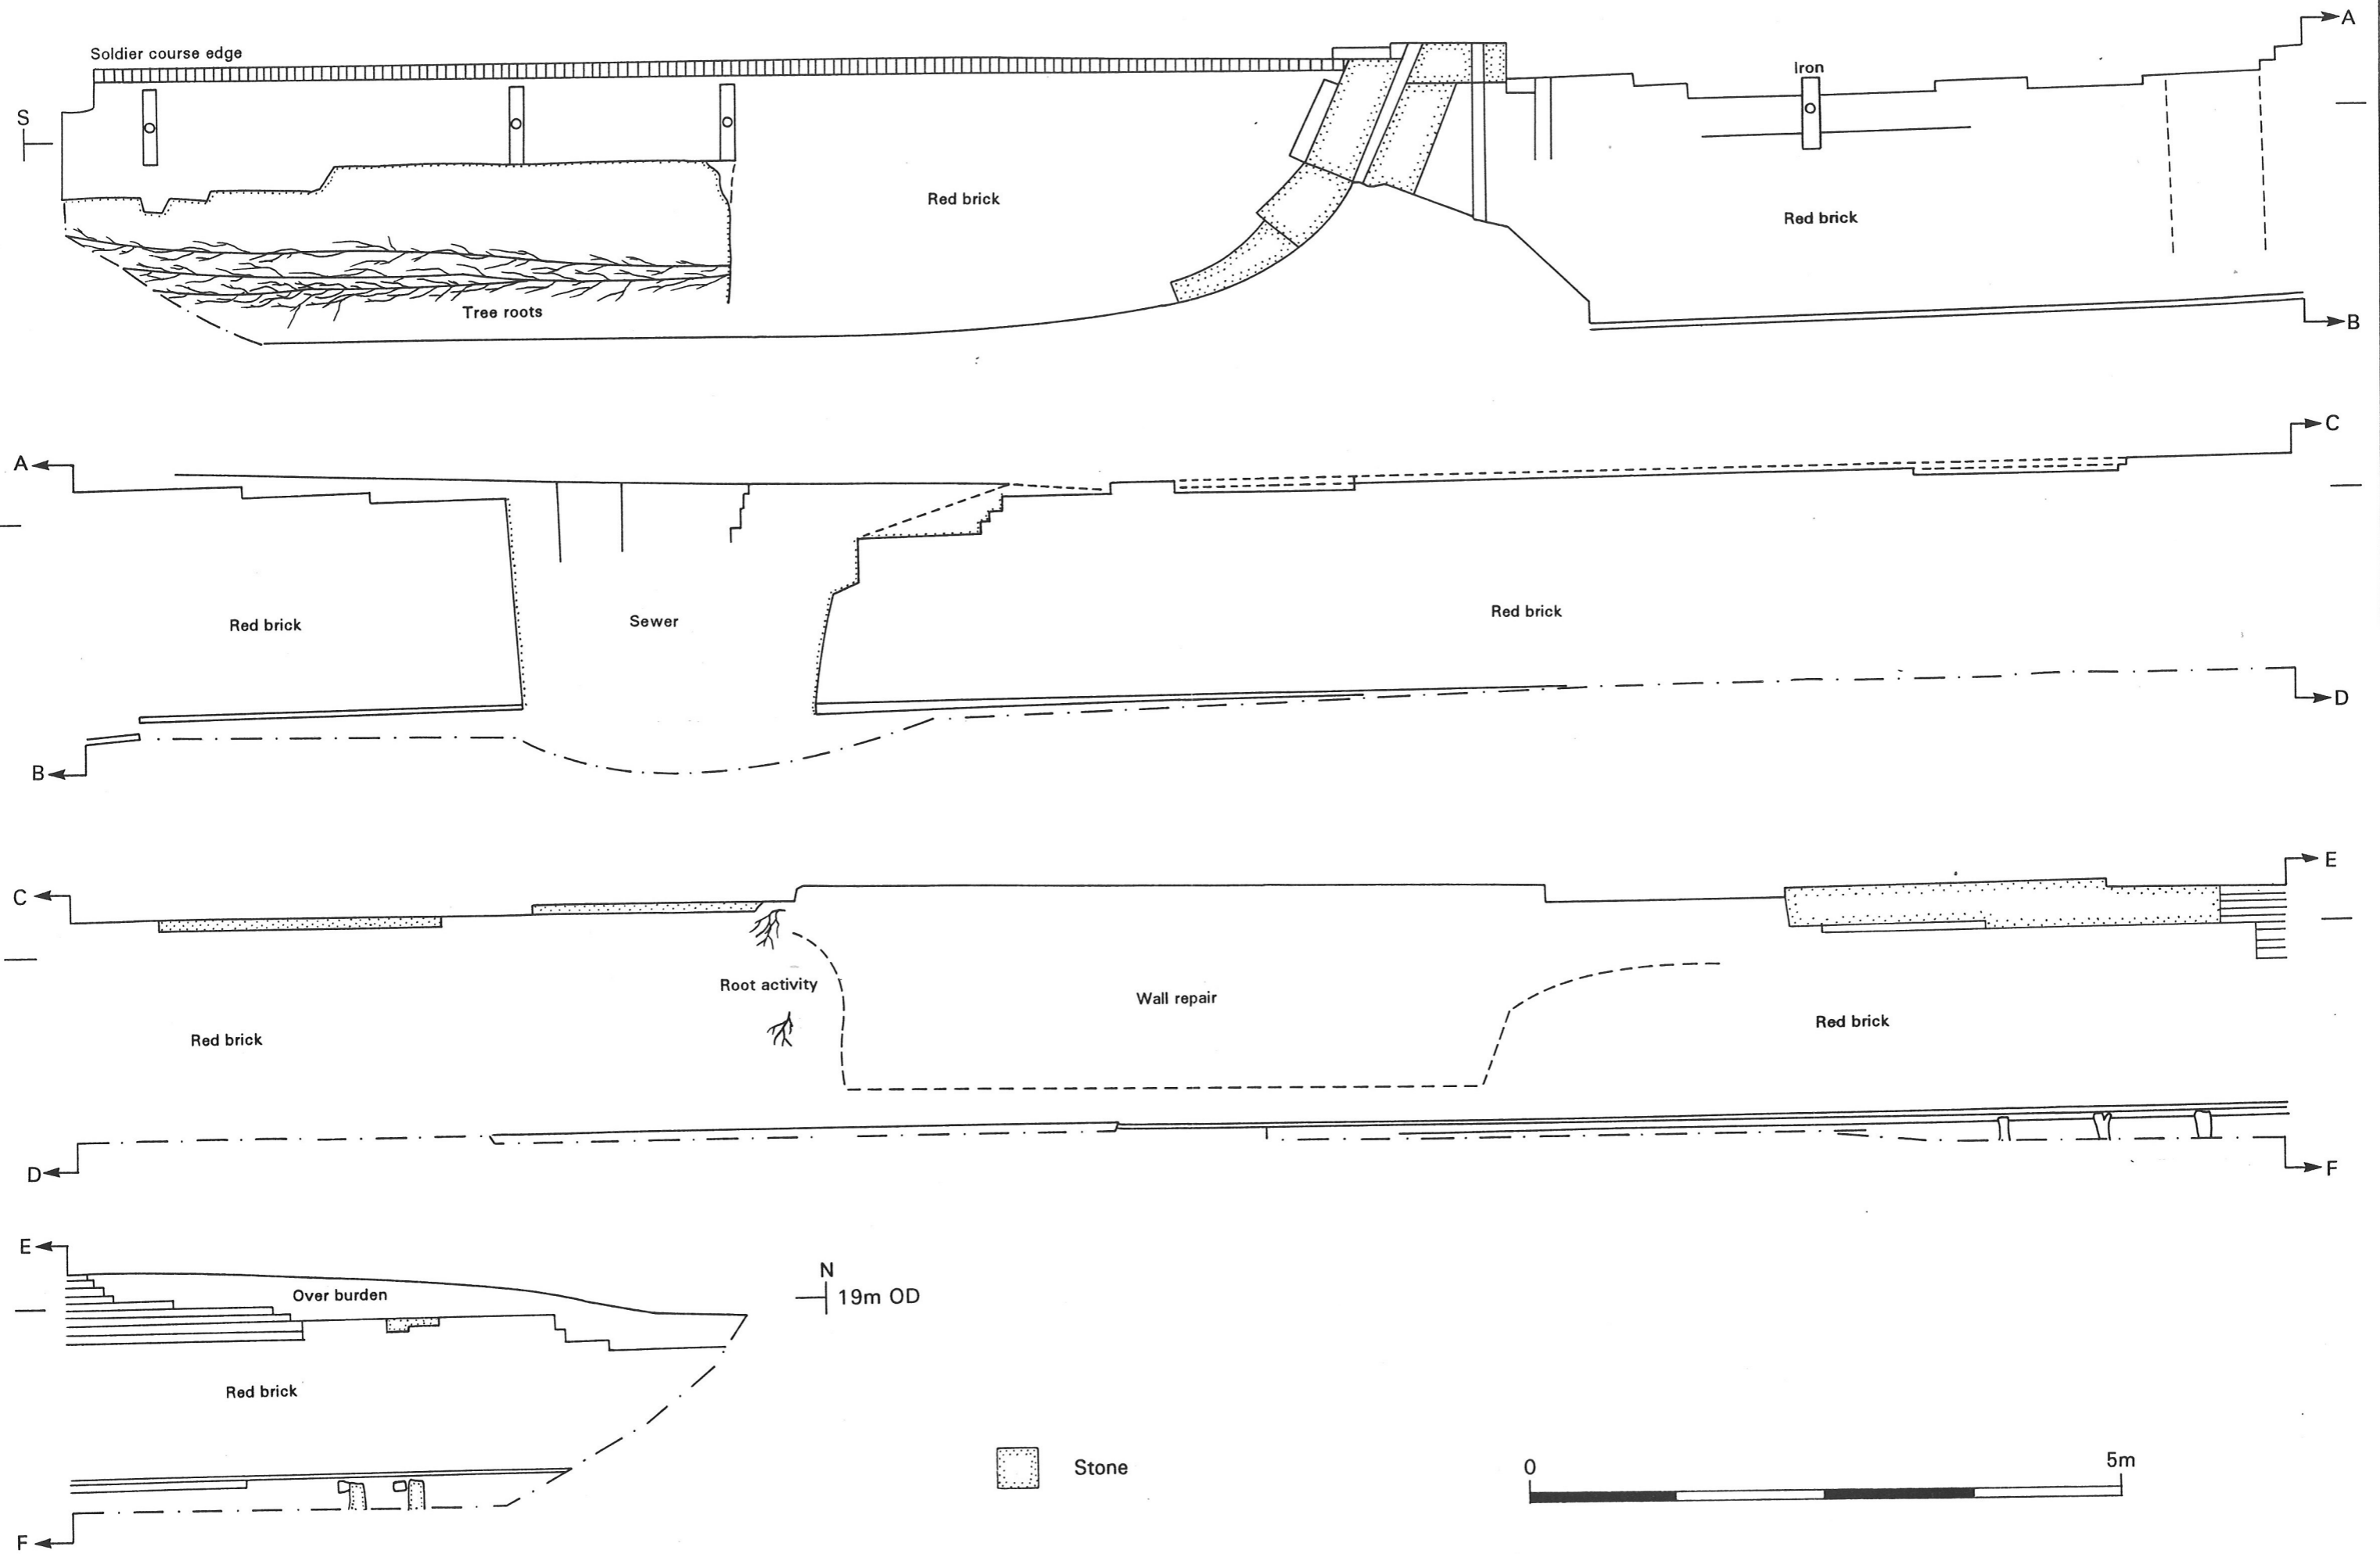 Soldier course edge
A
Iron
S
Red brick
Red brick
Tree roots
B
C
A
Red brick
Sewer
Red brick
D
B
E
C
Root activity
Wall repair
Red brick
Red brick
D
F
E
N
Over burden
19m OD
Red brick
Stone
0
5m
F